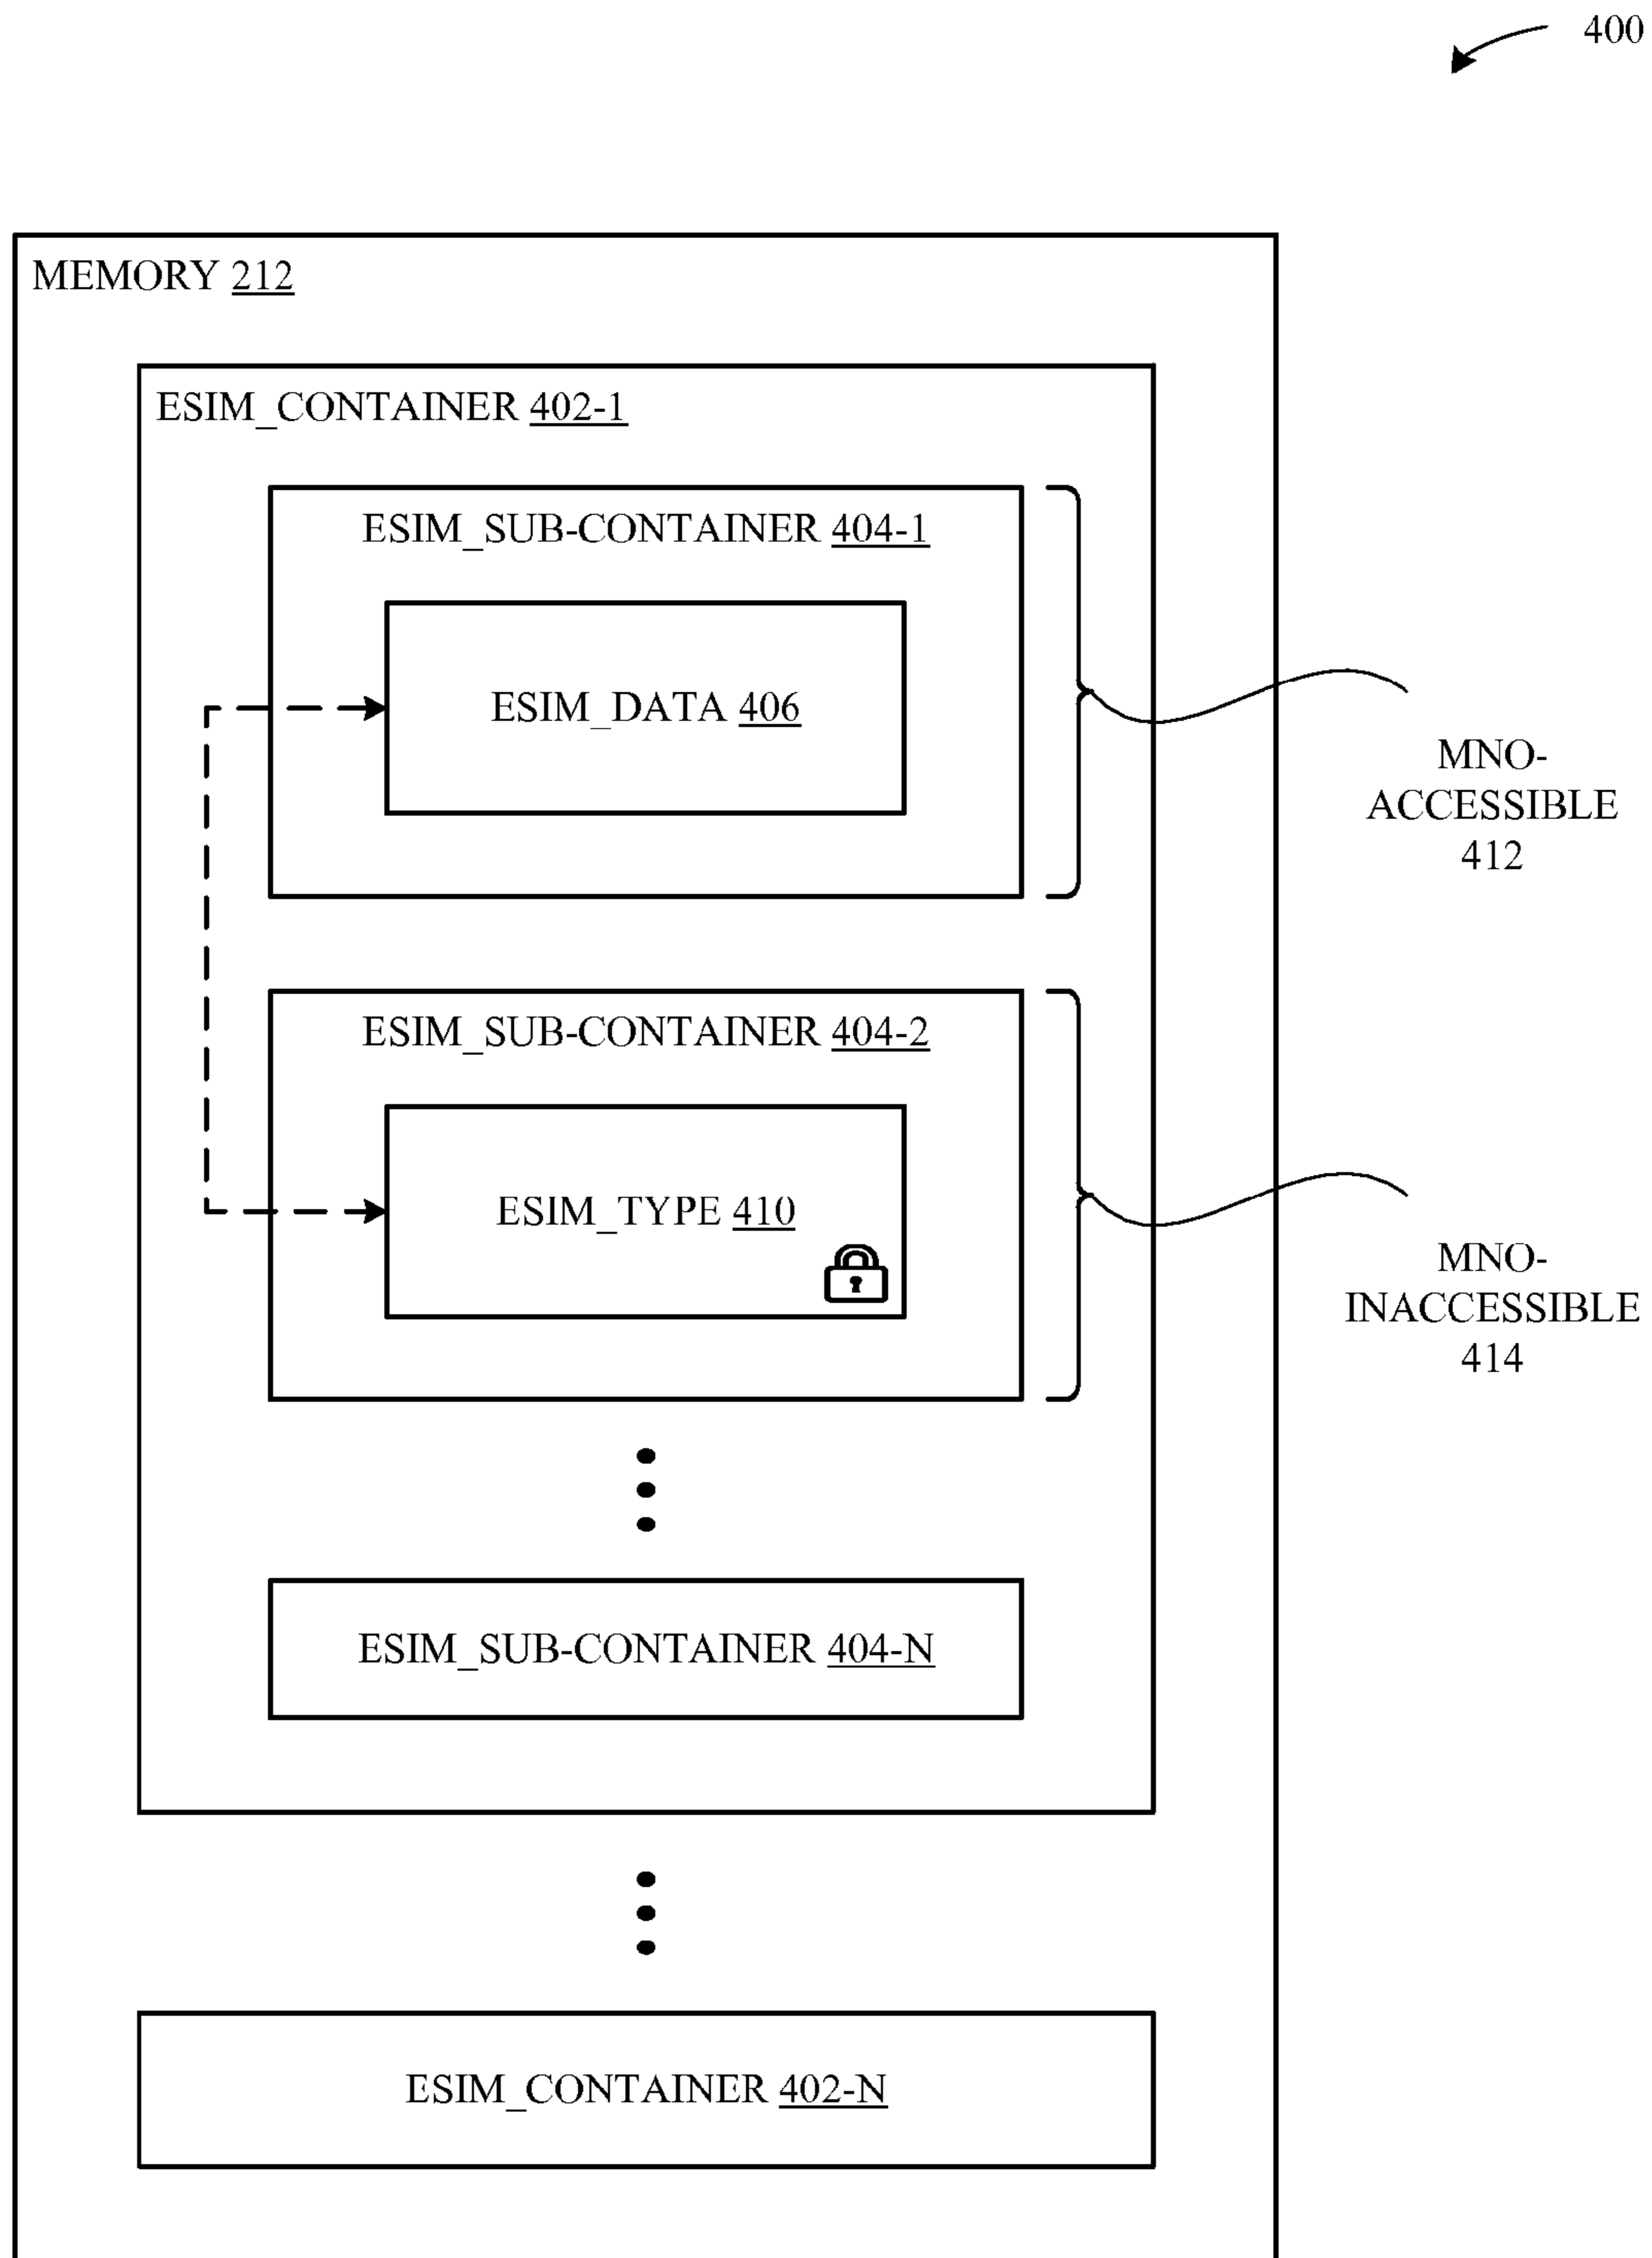 400
MEMORY 212
ESIM_CONTAINER 402-1
ESIM_SUB-CONTAINER 404-1
ESIM_DATA 406
MNO-
ACCESSIBLE
412
ESIM_SUB-CONTAINER 404-2
ESIM_TYPE 410
MNO-
INACCESSIBLE
414
ESIM_SUB-CONTAINER 404-N
ESIM_CONTAINER 402-N